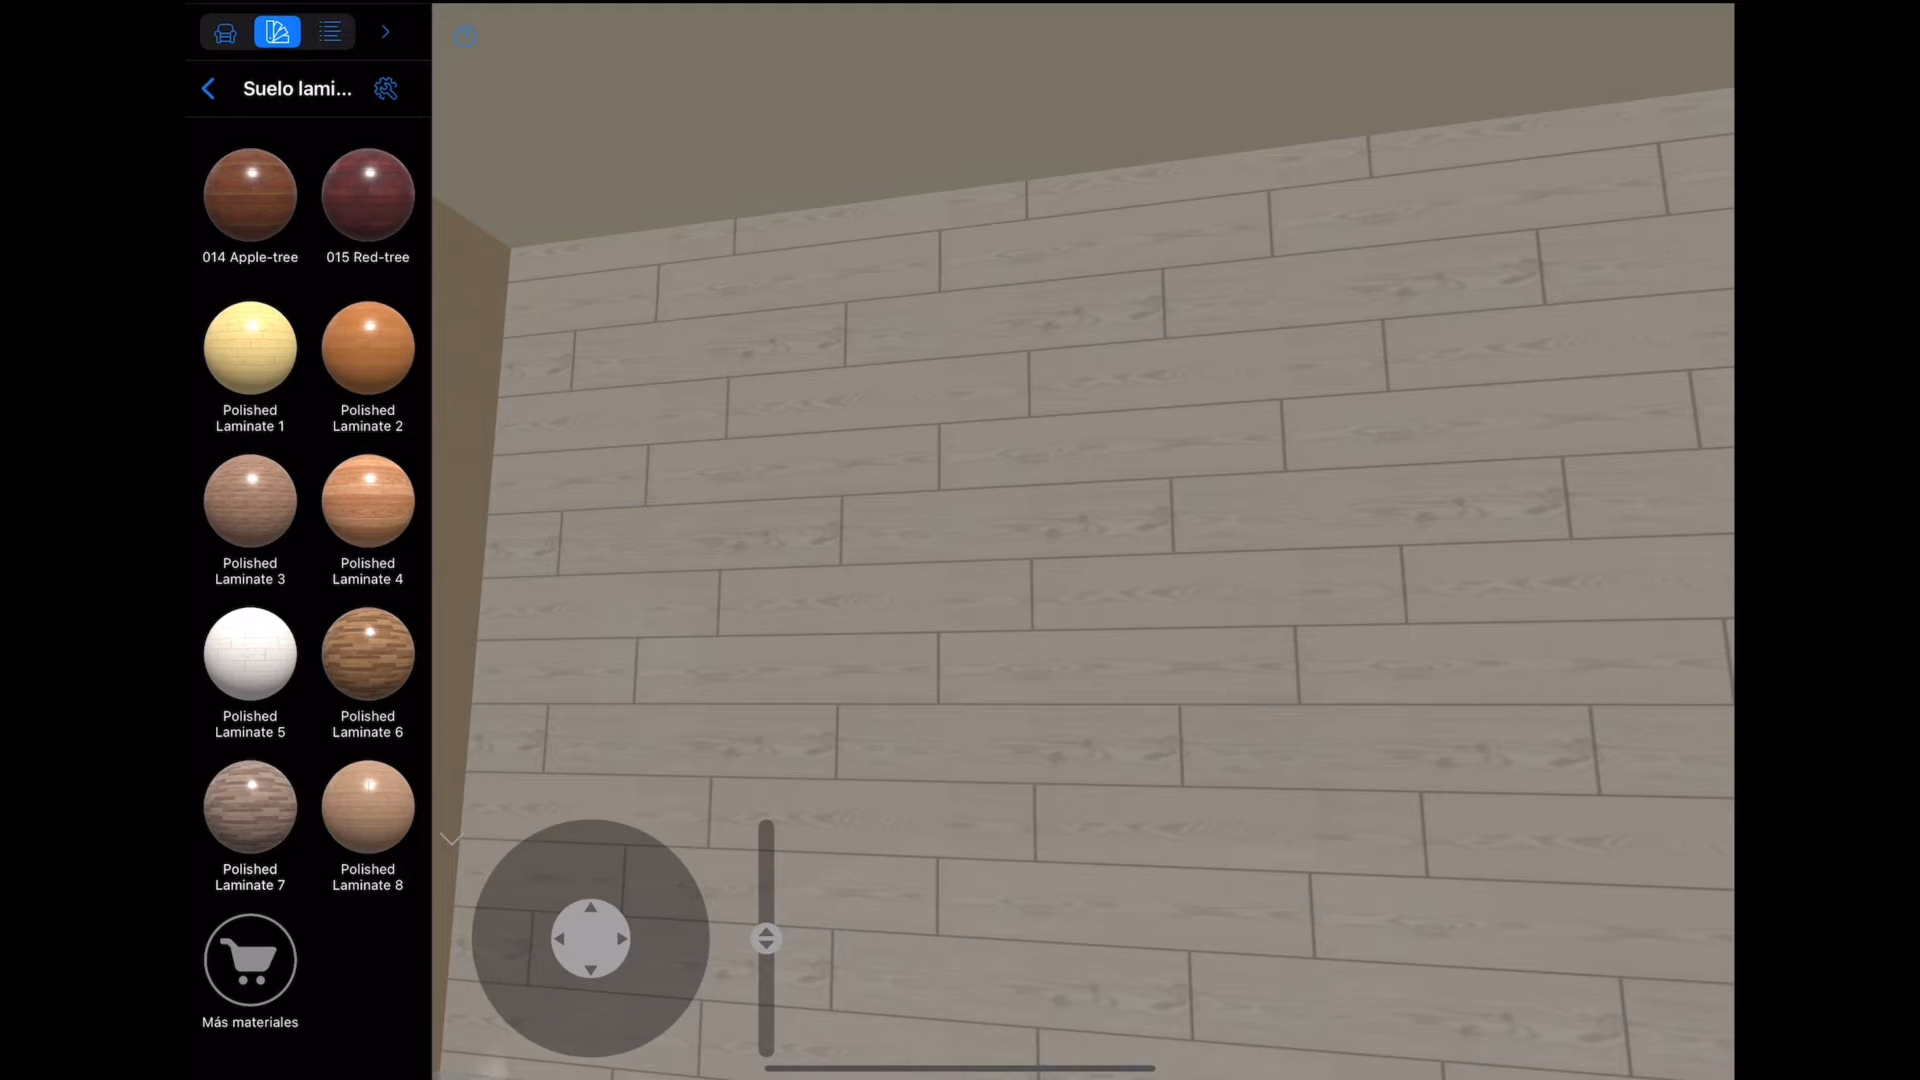 Suelo lami...
014 Apple-tree
015 Red-tree
Polished
Laminate 1
Polished
Laminate 2
Polished
Laminate 3
Polished
Laminate 4
Polished
Laminate 5
Polished
Laminate 6
Polished
Laminate 7
Polished
Laminate 8
Más materiales